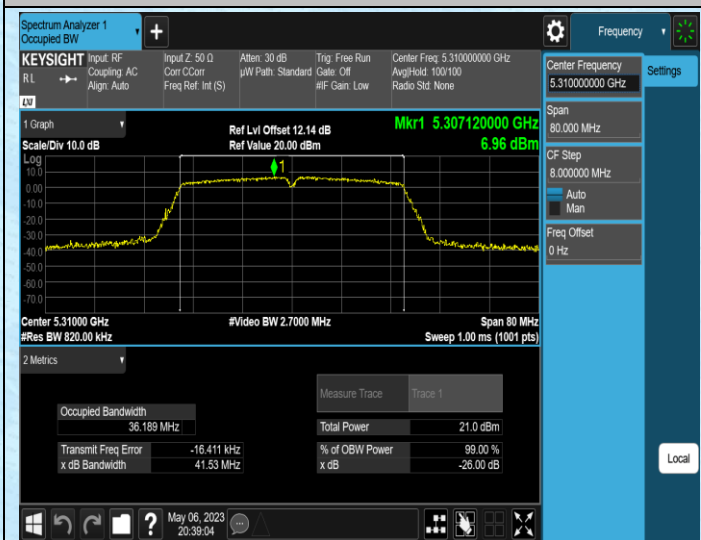 Spectrum Analyzer 1
Occupied BW
Frequency
KEYSIGHT
RL
LXI
Input: RF
Coupling: AC
Align: Auto
Input Z: 50 Ω
Corr CCorr
Freq Ref: Int (S)
Atten: 30 dB
µW Path: Standard
Trig: Free Run
Gate: Off
#IF Gain: Low
Center Freq: 5.310000000 GHz
Avg|Hold: 100/100
Radio Std: None
Center Frequency
5.310000000 GHz
Settings
Span
80.000 MHz
CF Step
8.000000 MHz
Auto
Man
Freq Offset
0 Hz
1 Graph
Scale/Div 10.0 dB
Ref Lvl Offset 12.14 dB
Ref Value 20.00 dBm
Mkr1 5.307120000 GHz
6.96 dBm
Log
10.0
0.00
-10.0
-20.0
-30.0
-40.0
-50.0
-60.0
-70.0
1
Center 5.31000 GHz
#Res BW 820.00 kHz
#Video BW 2.7000 MHz
Span 80 MHz
Sweep 1.00 ms (1001 pts)
2 Metrics
Measure Trace
Trace 1
Occupied Bandwidth
36.189 MHz
Total Power
21.0 dBm
Transmit Freq Error
-16.411 kHz
% of OBW Power
99.00 %
x dB Bandwidth
41.53 MHz
x dB
-26.00 dB
Local
May 06, 2023
20:39:04